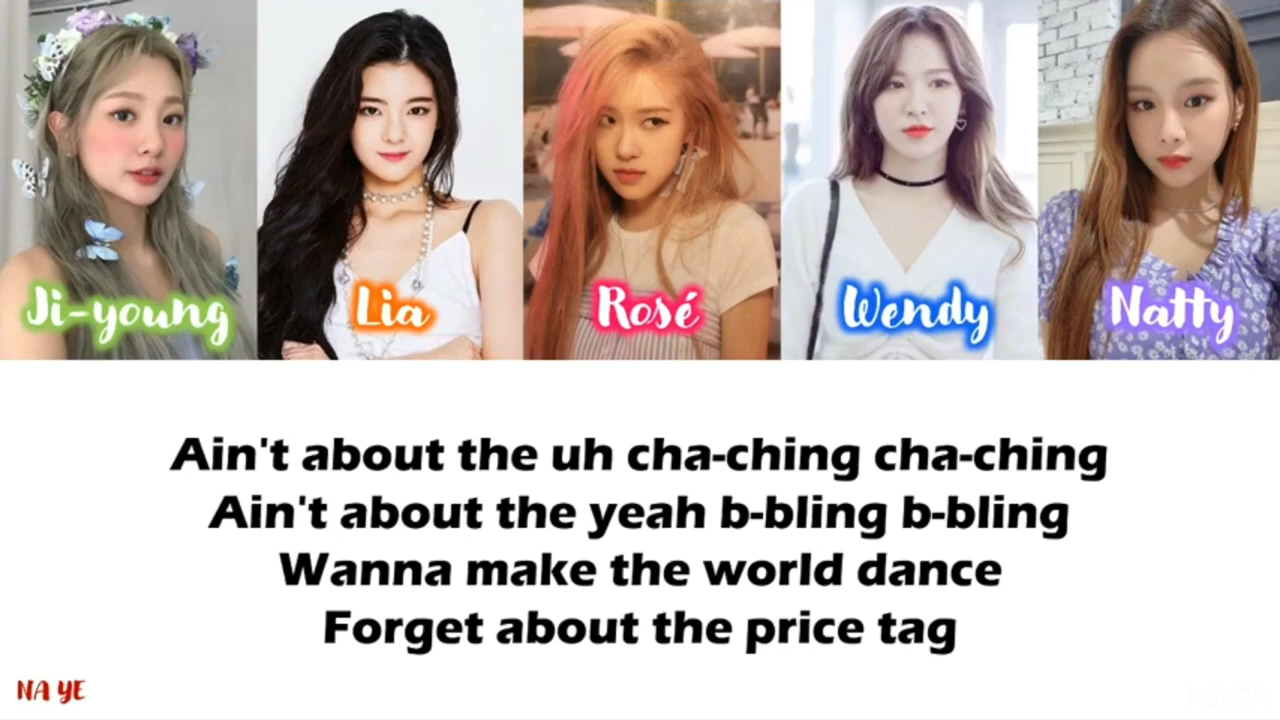 Ji-young
Lia
Rosé
Wendy
Natty
Ain't about the uh cha-ching cha-ching
Ain't about the yeah b-bling b-bling
Wanna make the world dance
Forget about the price tag
NA YE